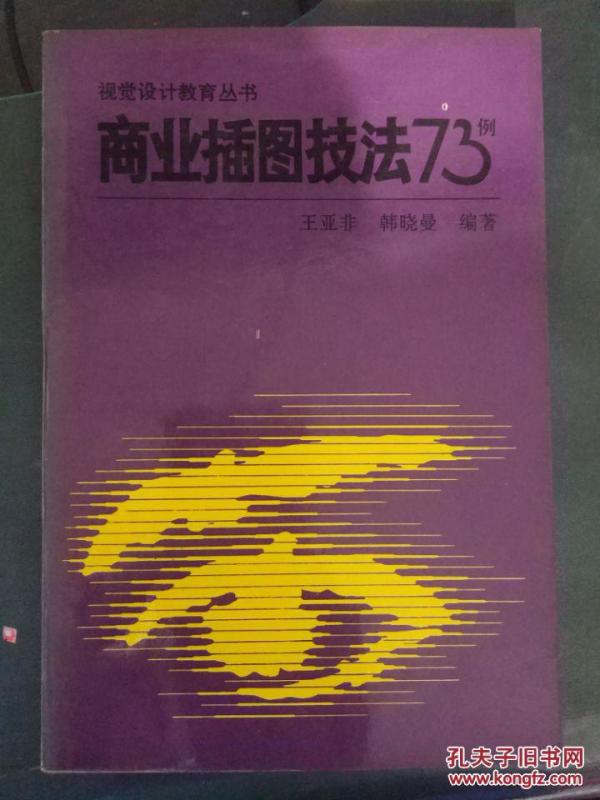 视觉设计教育丛书
商业插图技法73例
王亚非 韩晓曼 编著
孔夫子旧书网
www.kongfz.com